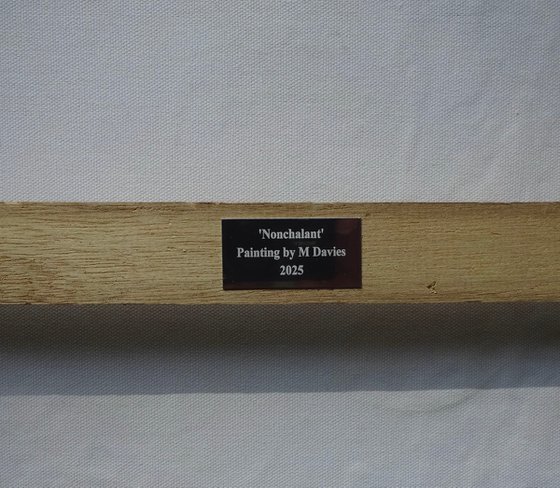 'Nonchalant'
Painting by M Davies
2025